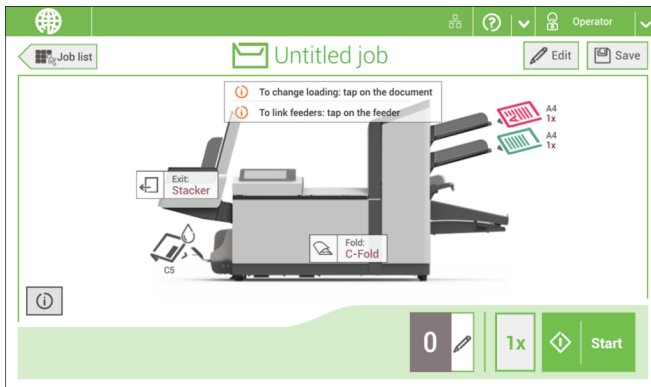 Operator
Job list
Untitled job
Edit
Save
To change loading: tap on the document
To link feeders: tap on the feeder
A4
1x
A4
1x
Exit:
Stacker
Fold:
C-Fold
C5
0
1x
Start